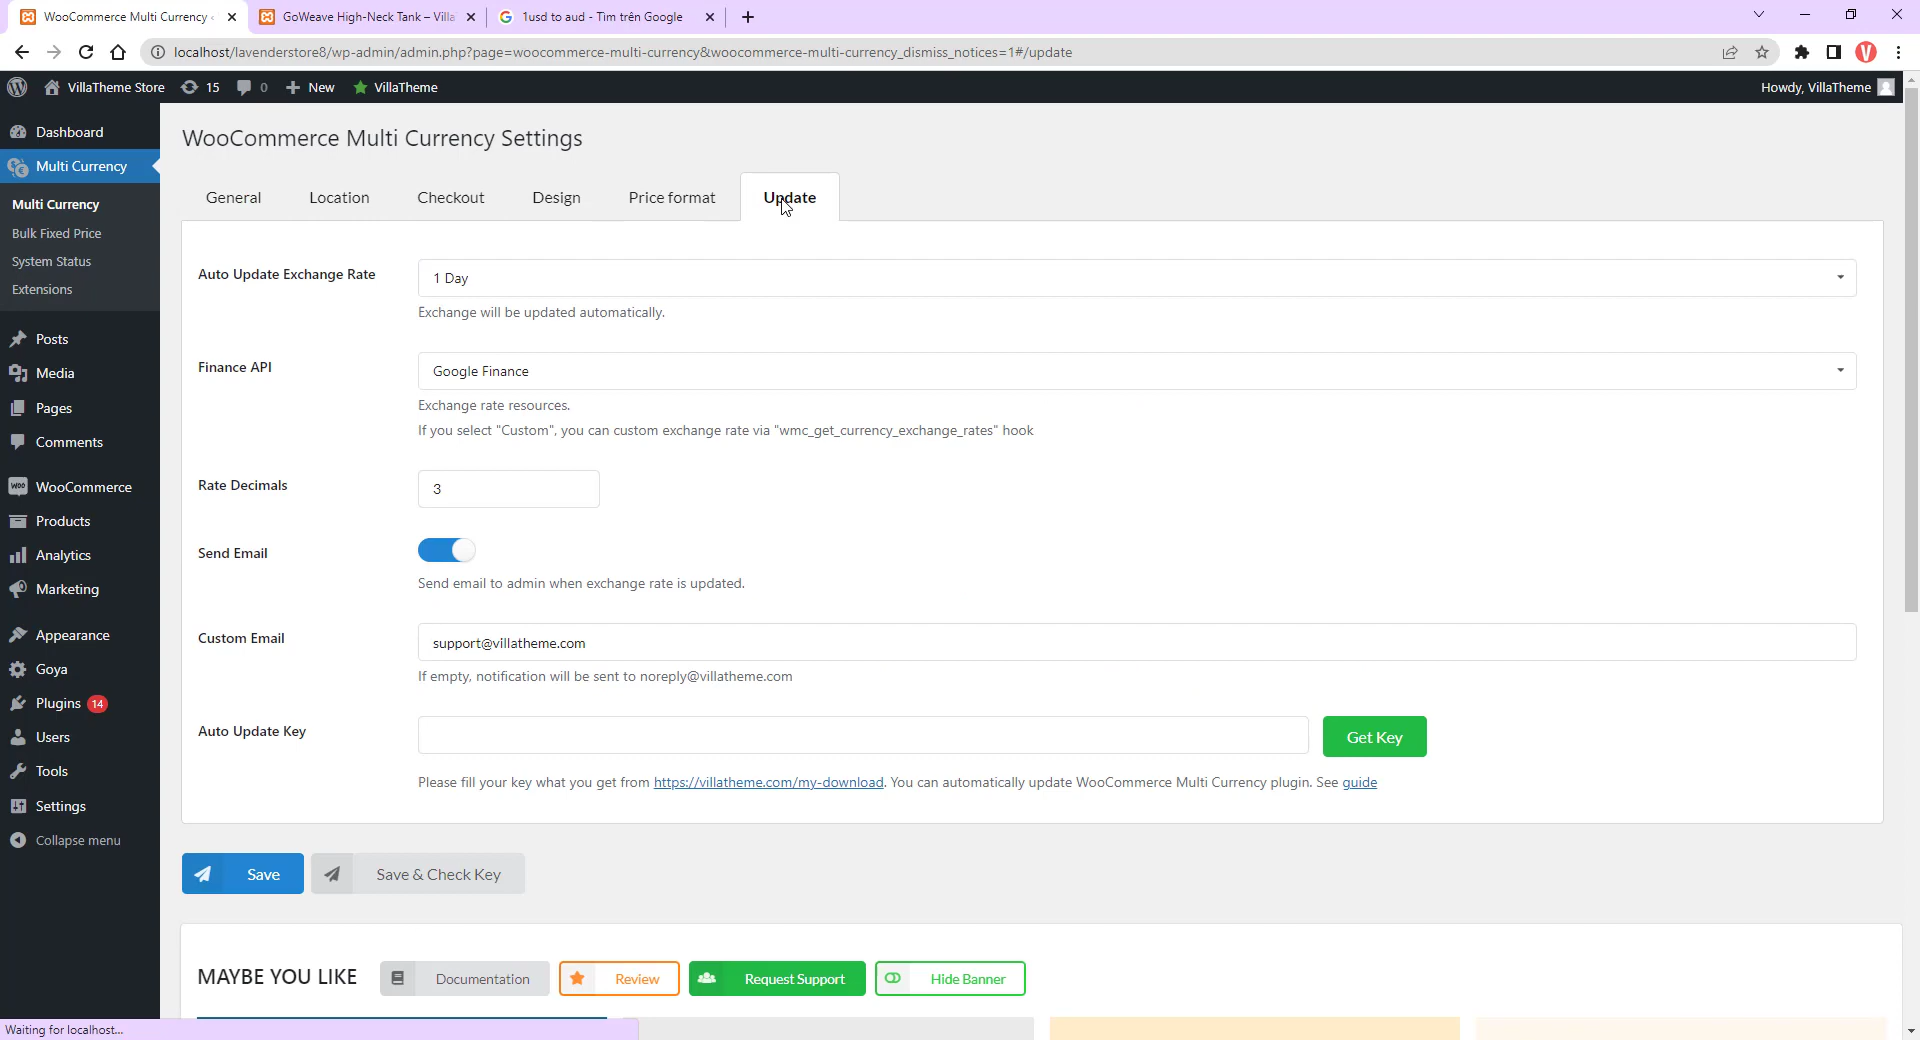 WooCommerce Multi Currency ‹
GoWeave High-Neck Tank – Villa
1usd to aud - Tìm trên Google
localhost/lavenderstore8/wp-admin/admin.php?page=woocommerce-multi-currency&woocommerce-multi-currency_dismiss_notices=1#/update
VillaTheme Store
15
0
New
VillaTheme
Howdy, VillaTheme
Dashboard
Multi Currency
Multi Currency
Bulk Fixed Price
System Status
Extensions
Posts
Media
Pages
Comments
WooCommerce
Products
Analytics
Marketing
Appearance
Goya
Plugins 14
Users
Tools
Settings
Collapse menu
WooCommerce Multi Currency Settings
General
Location
Checkout
Design
Price format
Update
Auto Update Exchange Rate
1 Day
Exchange will be updated automatically.
Finance API
Google Finance
Exchange rate resources.
If you select "Custom", you can custom exchange rate via "wmc_get_currency_exchange_rates" hook
Rate Decimals
3
Send Email
Send email to admin when exchange rate is updated.
Custom Email
support@villatheme.com
If empty, notification will be sent to noreply@villatheme.com
Auto Update Key
Get Key
Please fill your key what you get from https://villatheme.com/my-download. You can automatically update WooCommerce Multi Currency plugin. See guide
Save
Save & Check Key
MAYBE YOU LIKE
Documentation
Review
Request Support
Hide Banner
Waiting for localhost...